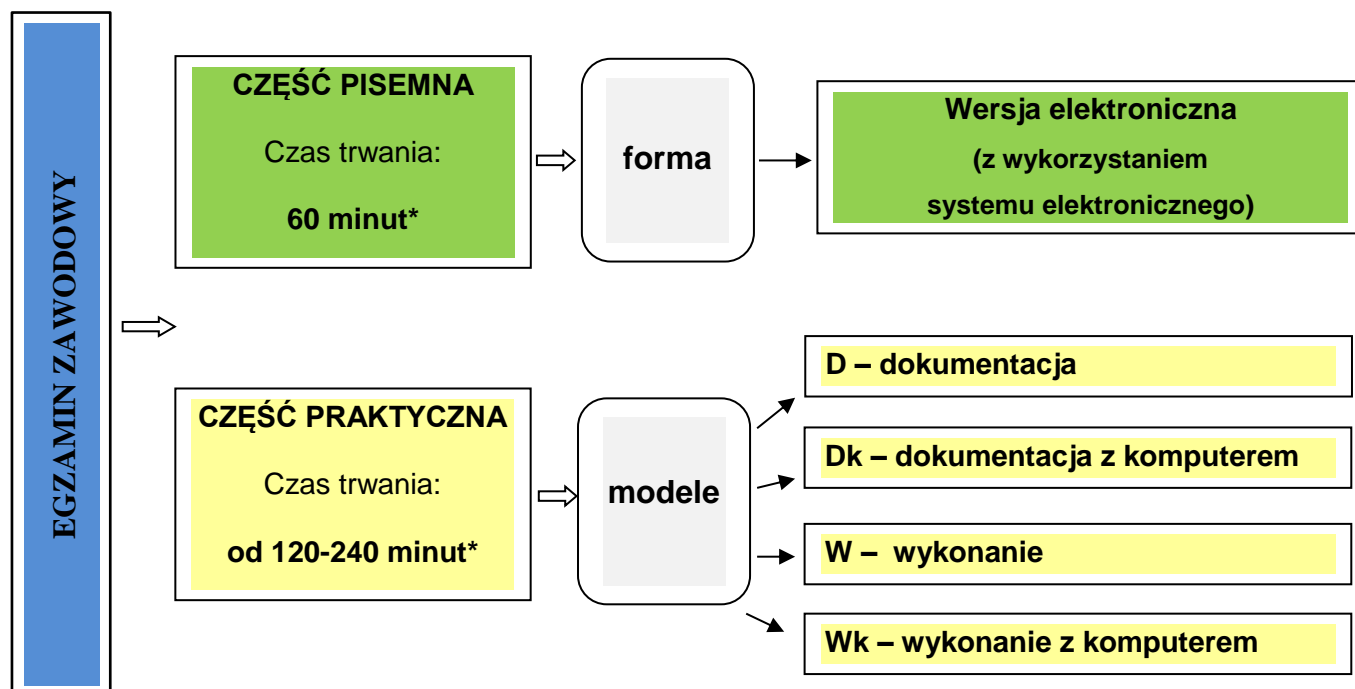 EGZAMIN ZAWODOWY
CZĘŚĆ PISEMNA
Czas trwania:
60 minut*
forma
Wersja elektroniczna
(z wykorzystaniem
systemu elektronicznego)
CZĘŚĆ PRAKTYCZNA
Czas trwania:
od 120-240 minut*
modele
D – dokumentacja
Dk – dokumentacja z komputerem
W – wykonanie
Wk – wykonanie z komputerem